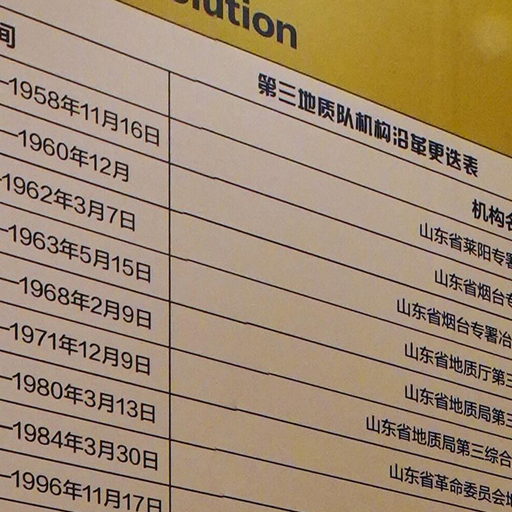 olution
第三地质队机构沿革更迭表
间
机构名
—1958年11月16日
山东省莱阳专署
—1960年12月
山东省烟台专
—1962年3月7日
山东省烟台专署冶
—1963年5月15日
山东省地质厅第三
—1968年2月9日
山东省地质局第三
—1971年12月9日
山东省地质局第三综合
—1980年3月13日
山东省革命委员会地
—1984年3月30日
—1996年11月17日